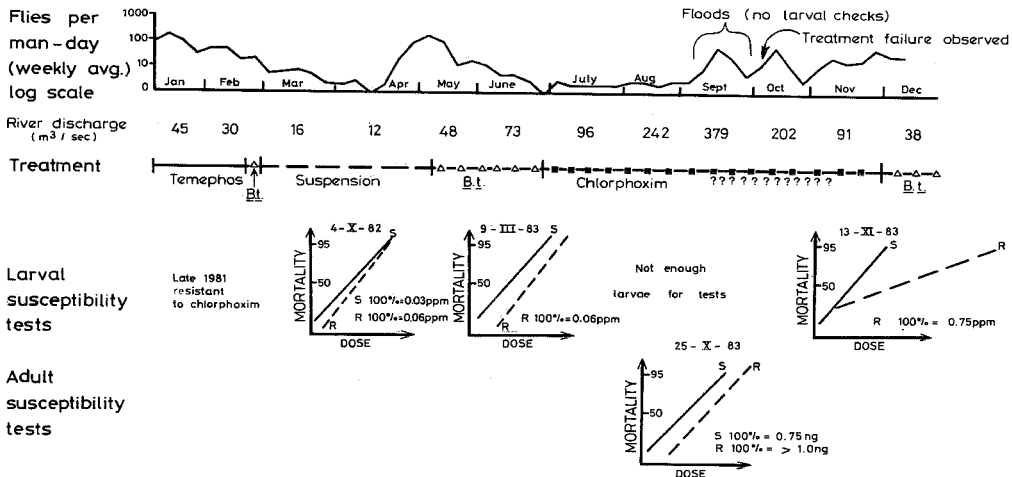 Flies per
man-day
(weekly avg.)
log scale
1000
100
10
0
Jan Feb Mar Apr May June July Aug Sept Oct Nov Dec
Floods (no larval checks)
Treatment failure observed
River discharge
(m³/sec)
45 30 16 12 48 73 96 242 379 202 91 38
Treatment
Temephos B.t. Suspension B.t. Chlorphoxim ???????????? B.t.
Larval
susceptibility
tests
Late 1981
resistant
to chlorphoxim
4-X-82
MORTALITY
95
50
S
R
S 100%=0.03ppm
R 100%=0.06ppm
DOSE
9-III-83
MORTALITY
95
50
S
R
R 100%=0.06ppm
DOSE
Not enough
larvae for tests
13-XI-83
MORTALITY
95
50
S
R
R 100% = 0.75ppm
DOSE
Adult
susceptibility
tests
25-X-83
MORTALITY
95
50
S
R
S 100% = 0.75ng
R 100% = > 1.0ng
DOSE